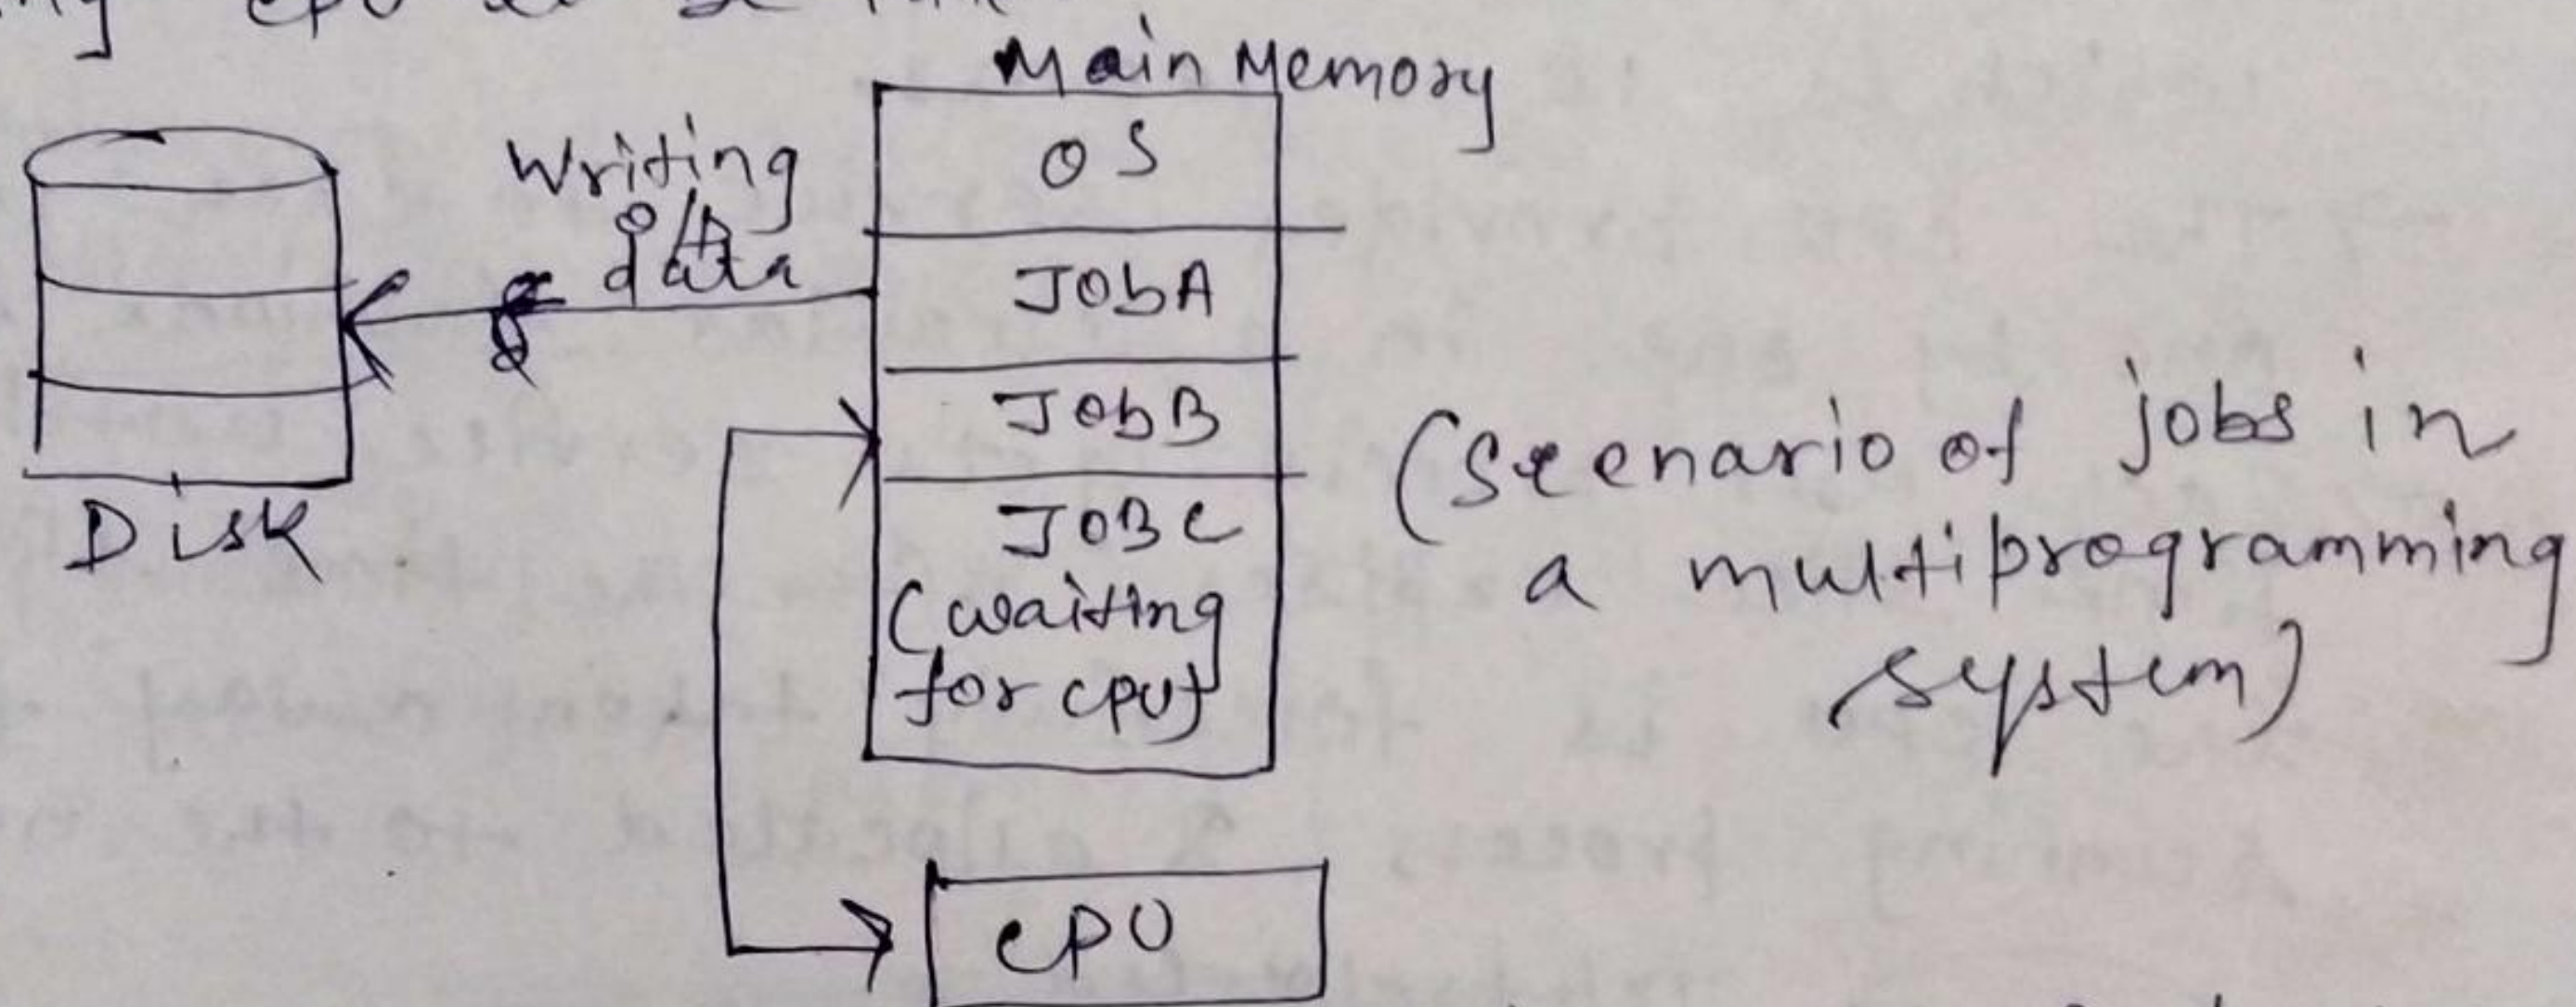 CPU
Main Memory
OS
Writing
o/p
data
JobA
JobB
JOBC
(waiting
for cpu)
Disk
(Scenario of jobs in
a multiprogramming
system)
CPU